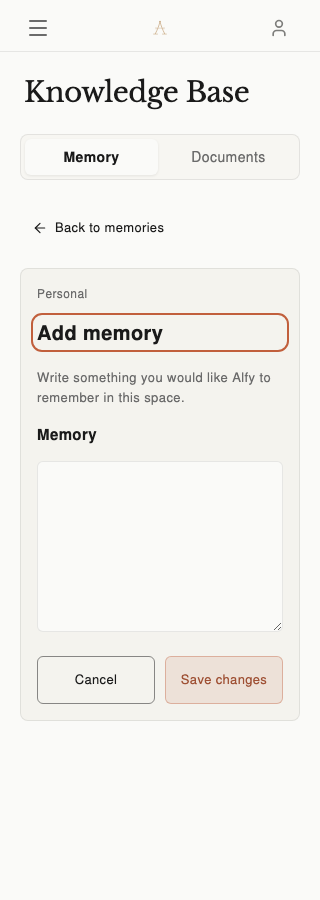 Knowledge Base
Memory
Documents
Back to memories
Personal
Add memory
Write something you would like Alfy to
remember in this space.
Memory
Cancel
Save changes